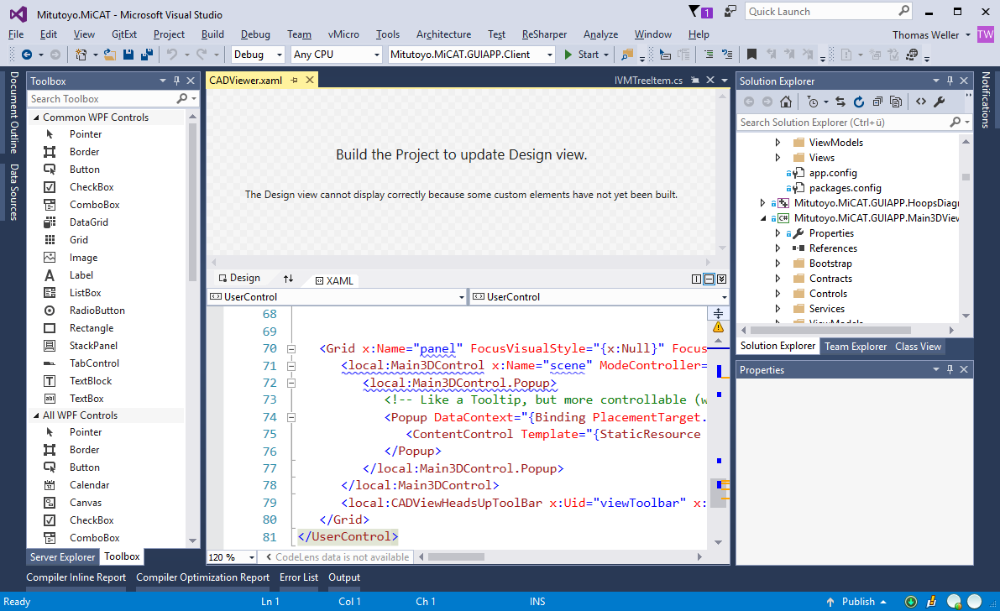 Mitutoyo.MiCAT - Microsoft Visual Studio
1
Quick Launch
File Edit View GitExt Project Build Debug Team vMicro Tools Architecture Test ReSharper Analyze Window Help
Thomas Weller TW
Debug Any CPU Mitutoyo.MiCAT.GUIAPP.Client Start
Document Outline
Data Sources
Toolbox
Search Toolbox
Common WPF Controls
Pointer
Border
Button
CheckBox
ComboBox
DataGrid
Grid
Image
A Label
ListBox
RadioButton
Rectangle
StackPanel
TabControl
TextBlock
TextBox
All WPF Controls
Pointer
Border
Button
Calendar
Canvas
CheckBox
ComboBox
Server Explorer Toolbox
CADViewer.xaml
IVMTreeItem.cs
Build the Project to update Design view.
The Design view cannot display correctly because some custom elements have not yet been built.
Design XAML
UserControl UserControl
68
69
70 <Grid x:Name="panel" FocusVisualStyle="{x:Null}" Focus
71 <local:Main3DControl x:Name="scene" ModeController=
72 <local:Main3DControl.Popup>
73 <!-- Like a Tooltip, but more controllable (w
74 <Popup DataContext="{Binding PlacementTarget.
75 <ContentControl Template="{StaticResource
76 </Popup>
77 </local:Main3DControl.Popup>
78 </local:Main3DControl>
79 <local:CADViewHeadsUpToolBar x:Uid="viewToolbar" x:
80 </Grid>
81 </UserControl>
120 % CodeLens data is not available
Solution Explorer
Search Solution Explorer (Ctrl+ü)
ViewModels
Views
app.config
packages.config
Mitutoyo.MiCAT.GUIAPP.HoopsDiagr
C# Mitutoyo.MiCAT.GUIAPP.Main3DView
Properties
References
Bootstrap
Contracts
Controls
Services
ViewModels
Solution Explorer Team Explorer Class View
Properties
Notifications
Compiler Inline Report Compiler Optimization Report Error List Output
Ready Ln 1 Col 1 Ch 1 INS Publish